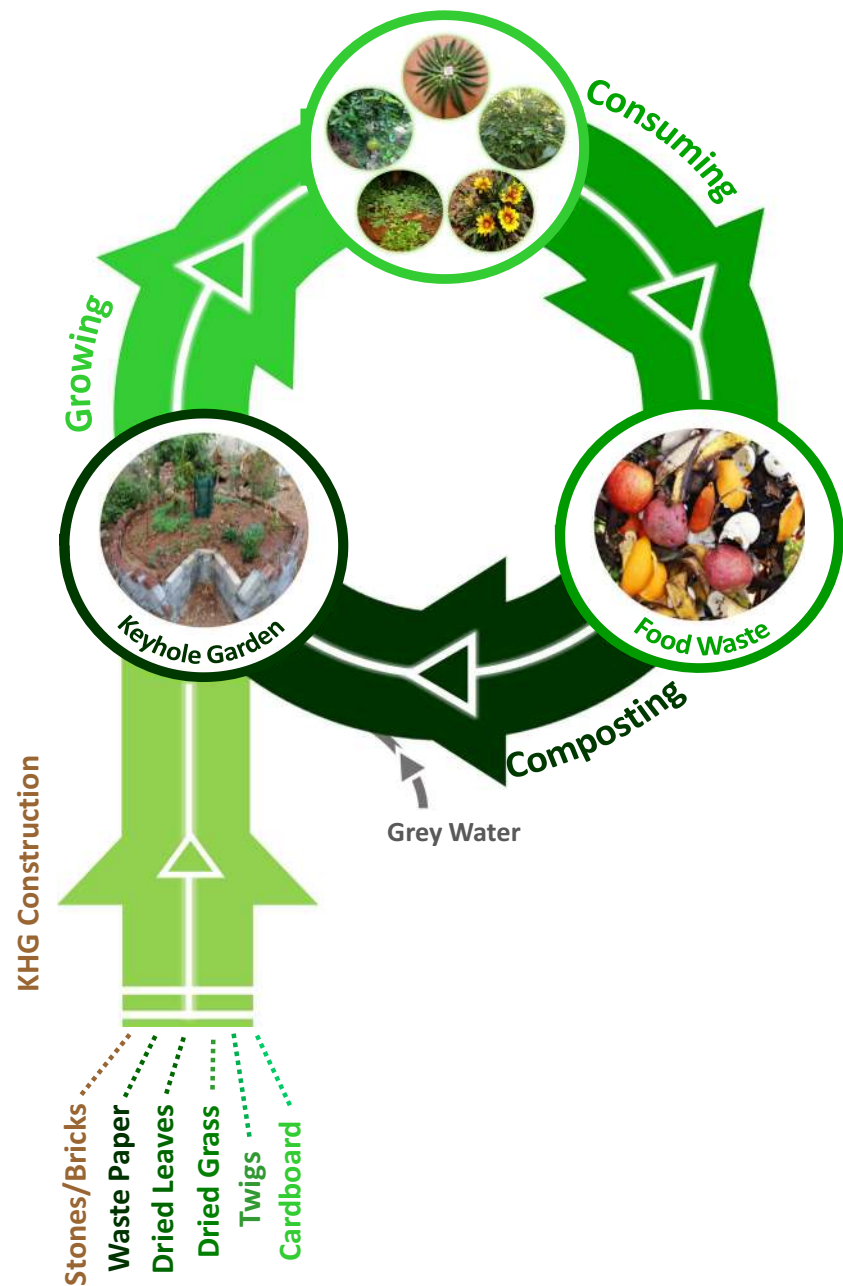 Consuming
Growing
Keyhole Garden
Food Waste
Composting
Grey Water
KHG Construction
Stones/Bricks
Waste Paper
Dried Leaves
Dried Grass
Twigs
Cardboard